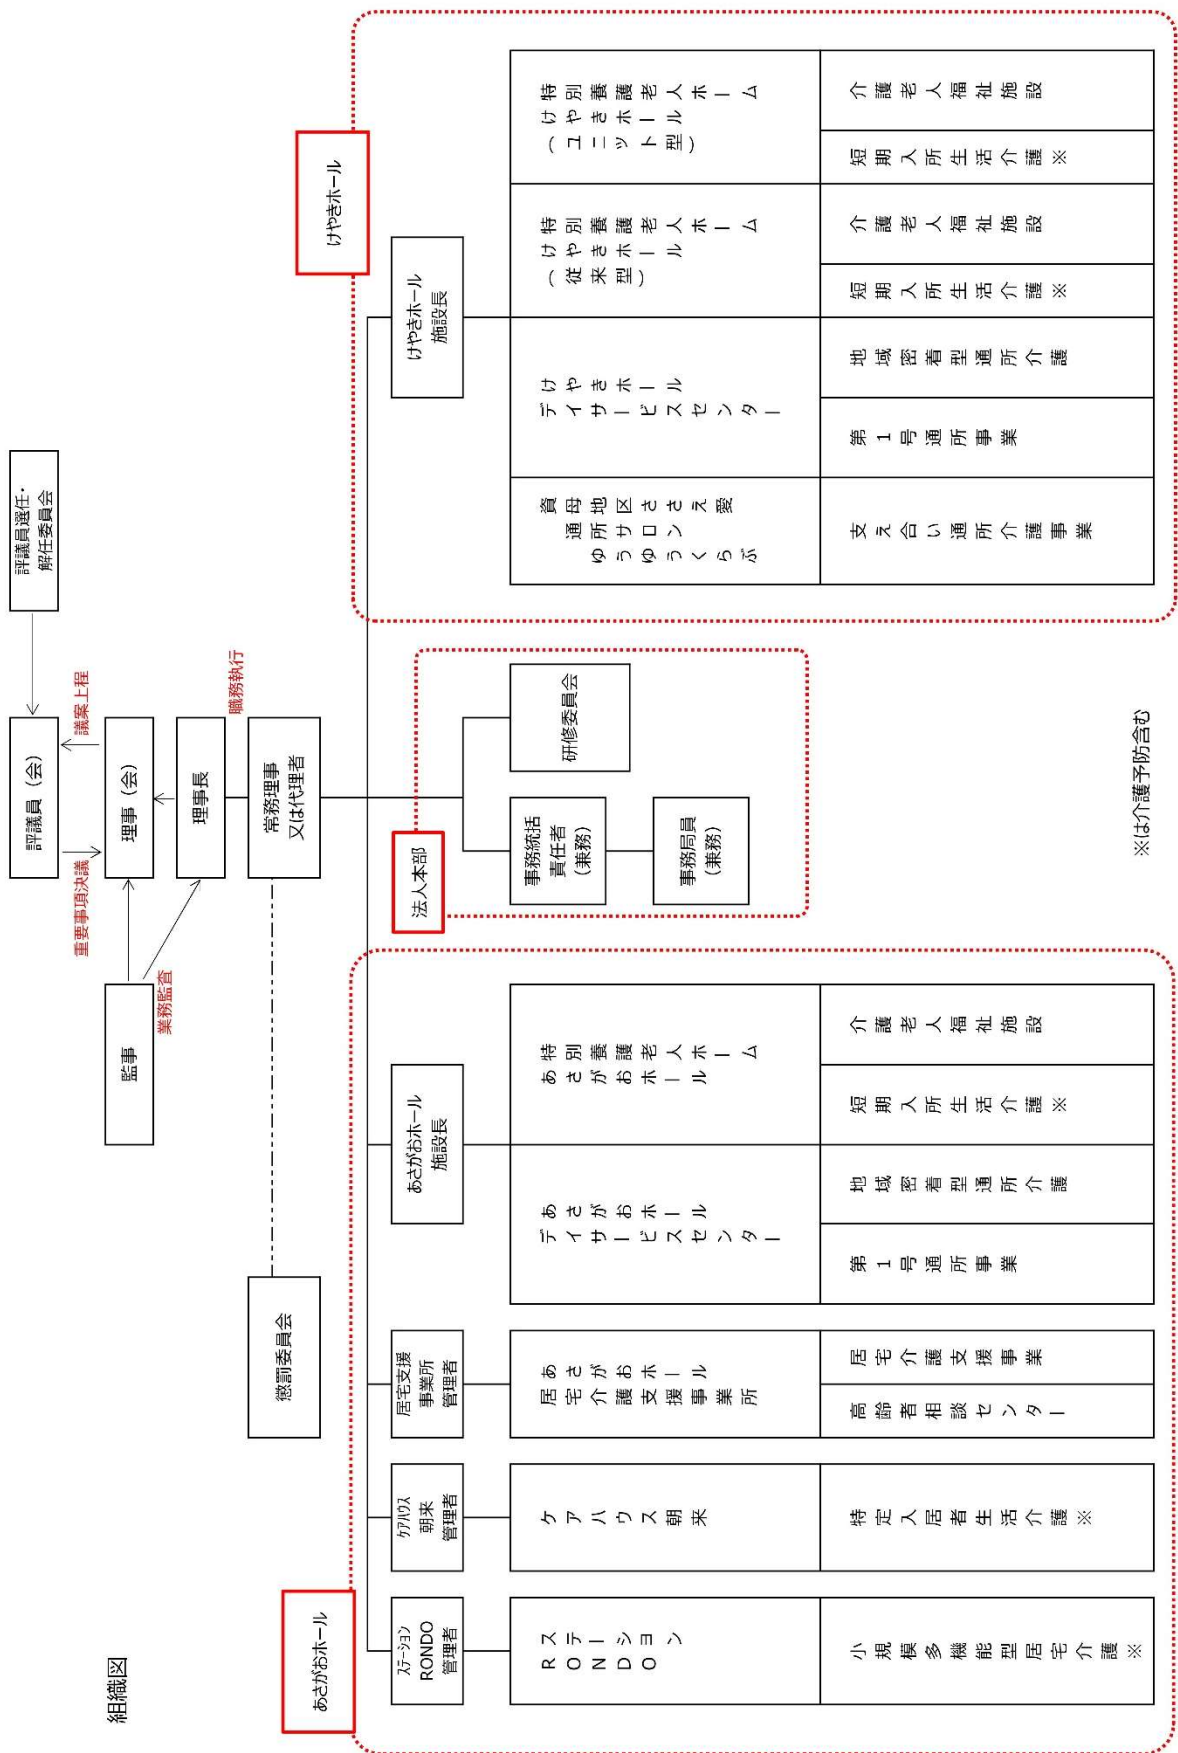 組織図
評議員選任・
解任委員会
評議員（会）
重要事項決議
議案上程
監事
業務監査
理事（会）
理事長
職務執行
常務理事
又は代理者
懲罰委員会
あさがおホール
ｽﾃｰｼｮﾝ
RONDO
管理者
ステーション
ＲＯＮＤＯ
小規模多機能型居宅介護※
ｹｱﾊｳｽ
朝来
管理者
ケアハウス朝来
特定入居者生活介護※
居宅支援
事業所
管理者
あさがおホール
居宅介護支援事業所
高齢者相談センター
居宅介護支援事業
あさがおホール
施設長
あさがおホール
デイサービスセンター
第１号通所事業
地域密着型通所介護
特別養護老人ホーム
あさがおホール
短期入所生活介護※
介護老人福祉施設
法人本部
事務統括
責任者
（兼務）
事務局員
（兼務）
研修委員会
けやきホール
けやきホール
施設長
資母地区ささえ愛
通所サロン
ゆうゆうくらぶ
支え合い通所介護事業
けやきホール
デイサービスセンター
第１号通所事業
地域密着型通所介護
特別養護老人ホーム
けやきホール
（従来型）
短期入所生活介護※
介護老人福祉施設
特別養護老人ホーム
けやきホール
（ユニット型）
短期入所生活介護※
介護老人福祉施設
※は介護予防含む